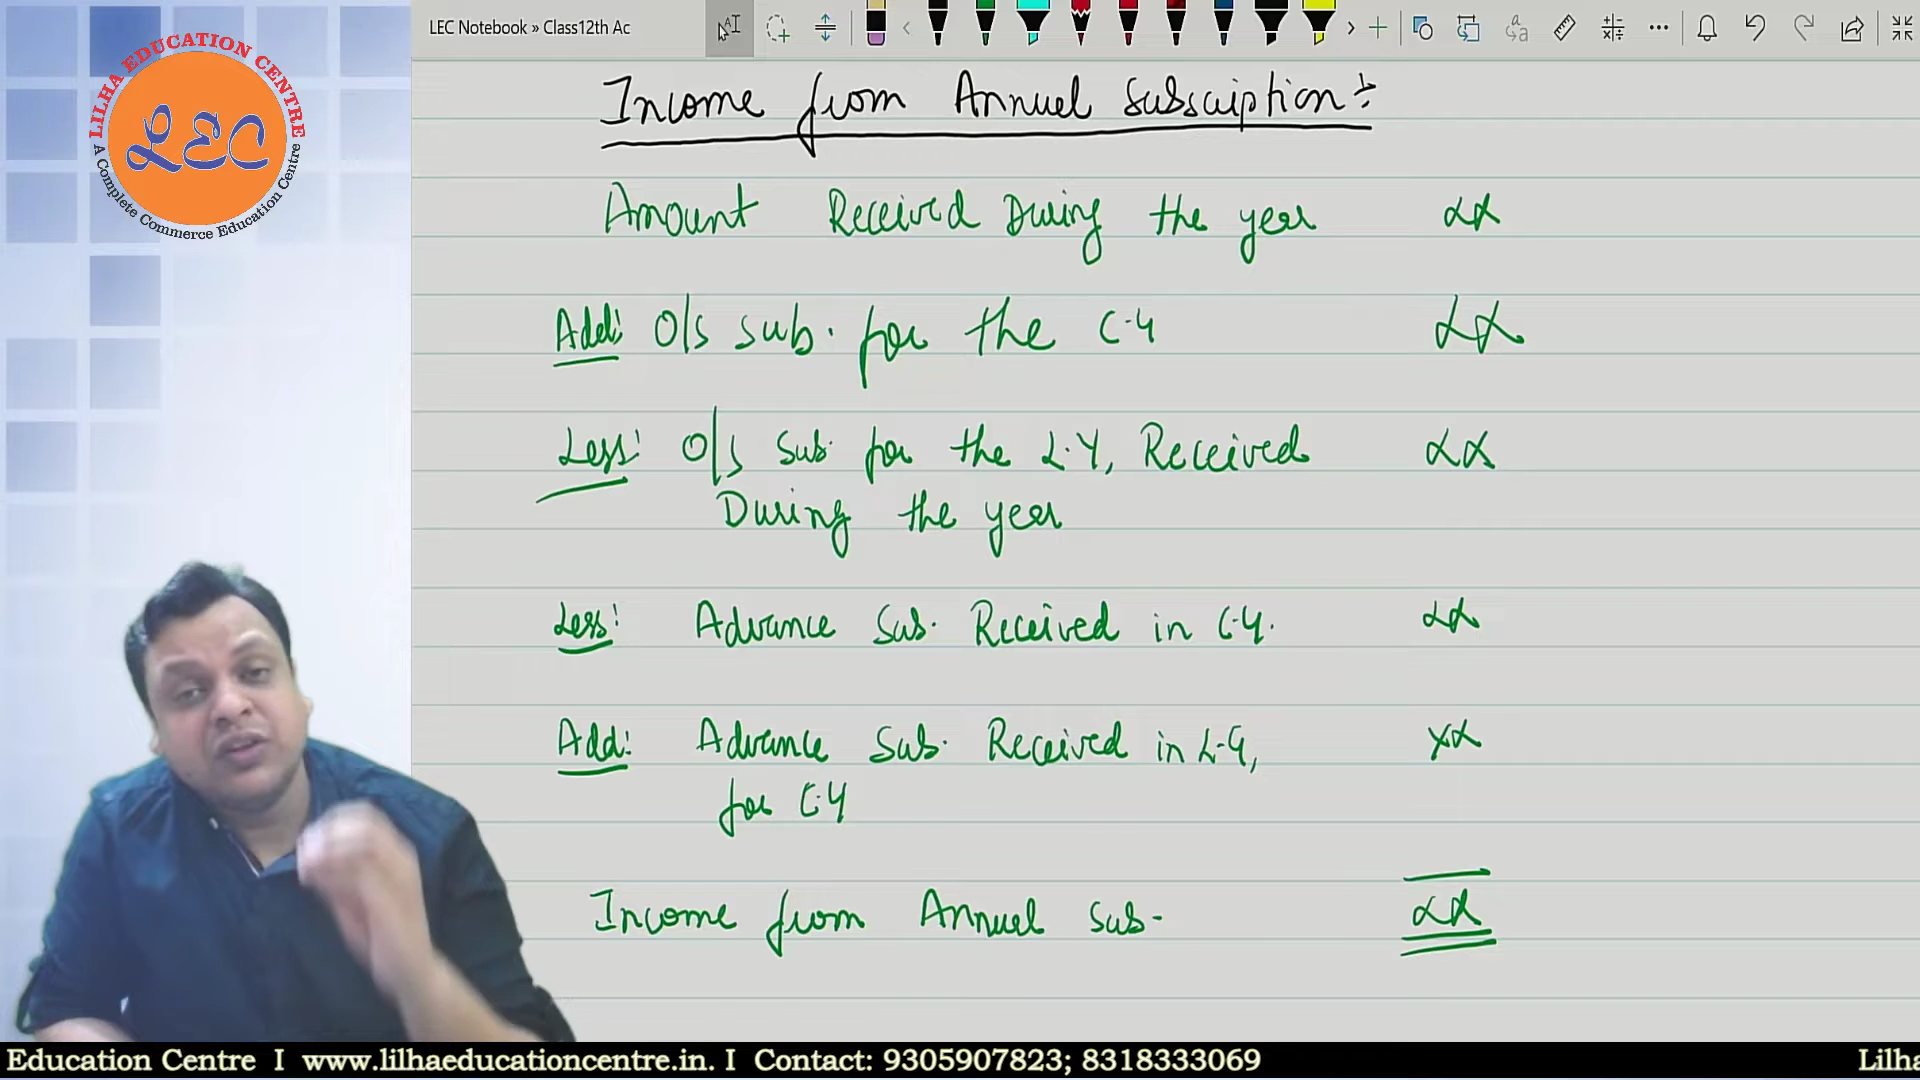 LILHA EDUCATION CENTRE
LEC
A Complete Commerce Education Centre
LEC Notebook » Class12th Ac
Income from Annuel Subscription:
Amount Received During the year xx
Add: O/s sub. for the C.Y xx
Less: O/s Sub for the L.Y, Received xx
During the year
Less: Advance Sub. Received in C.Y. xx
Add: Advance Sub. Received in L.Y, xx
for C.Y
Income from Annuel Sub. xx
Education Centre I www.lilhaeducationcentre.in. I Contact: 9305907823; 8318333069 Lilha